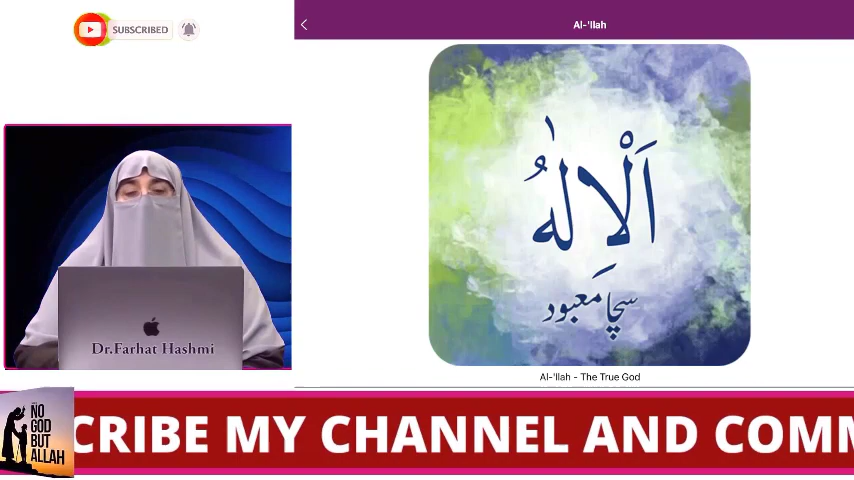 SUBSCRIBED
Al-'Ilah
اَلْاِلٰهُ
سچا معبود
Al-'Ilah - The True God
Dr.Farhat Hashmi
NO
GOD
BUT
ALLAH
CRIBE MY CHANNEL AND COMM